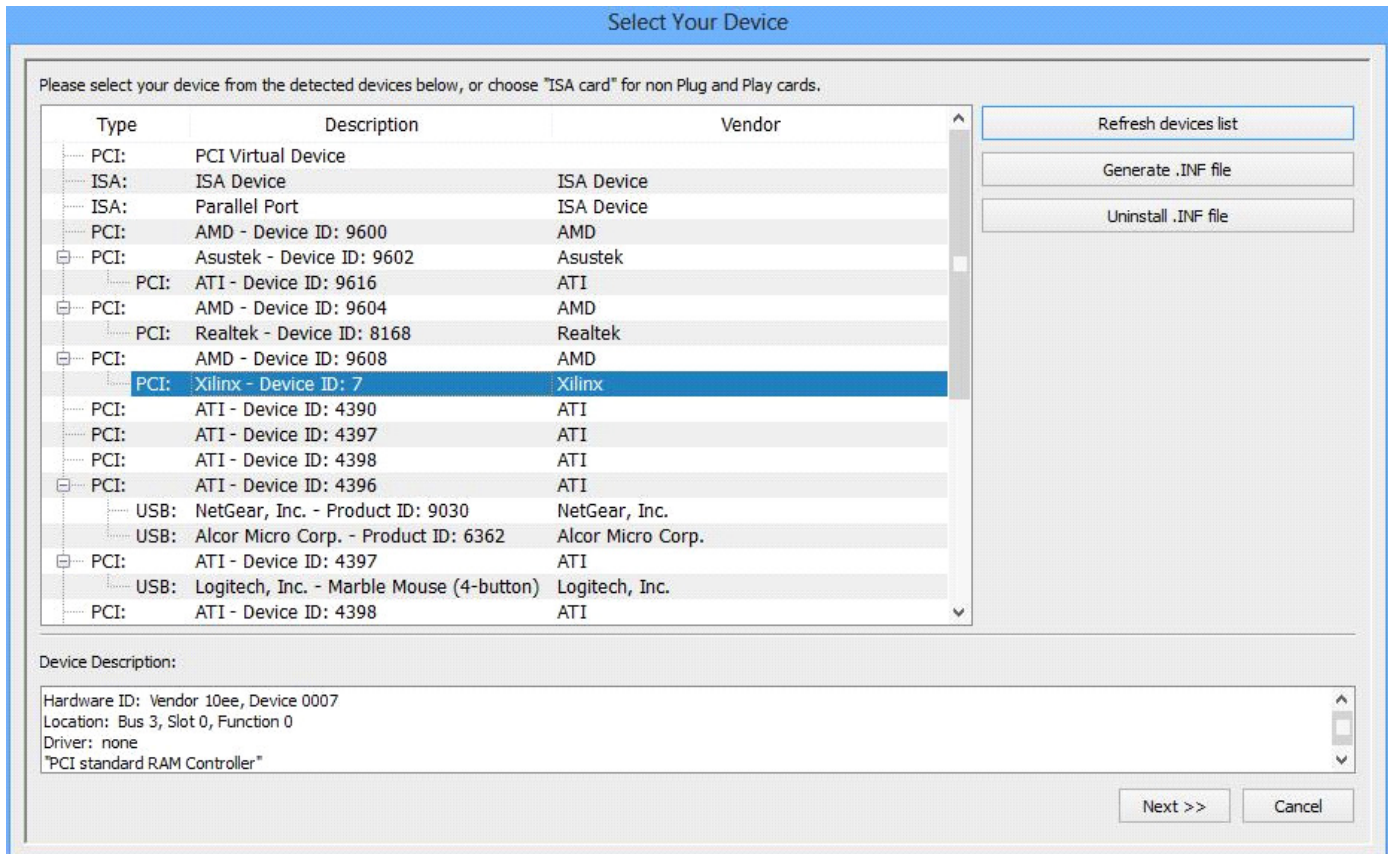 Select Your Device
Please select your device from the detected devices below, or choose "ISA card" for non Plug and Play cards.
Type Description Vendor
PCI: PCI Virtual Device
ISA: ISA Device ISA Device
ISA: Parallel Port ISA Device
PCI: AMD - Device ID: 9600 AMD
PCI: Asustek - Device ID: 9602 Asustek
PCI: ATI - Device ID: 9616 ATI
PCI: AMD - Device ID: 9604 AMD
PCI: Realtek - Device ID: 8168 Realtek
PCI: AMD - Device ID: 9608 AMD
PCI: Xilinx - Device ID: 7 Xilinx
PCI: ATI - Device ID: 4390 ATI
PCI: ATI - Device ID: 4397 ATI
PCI: ATI - Device ID: 4398 ATI
PCI: ATI - Device ID: 4396 ATI
USB: NetGear, Inc. - Product ID: 9030 NetGear, Inc.
USB: Alcor Micro Corp. - Product ID: 6362 Alcor Micro Corp.
PCI: ATI - Device ID: 4397 ATI
USB: Logitech, Inc. - Marble Mouse (4-button) Logitech, Inc.
PCI: ATI - Device ID: 4398 ATI
Refresh devices list
Generate .INF file
Uninstall .INF file
Device Description:
Hardware ID: Vendor 10ee, Device 0007
Location: Bus 3, Slot 0, Function 0
Driver: none
"PCI standard RAM Controller"
Next >> Cancel